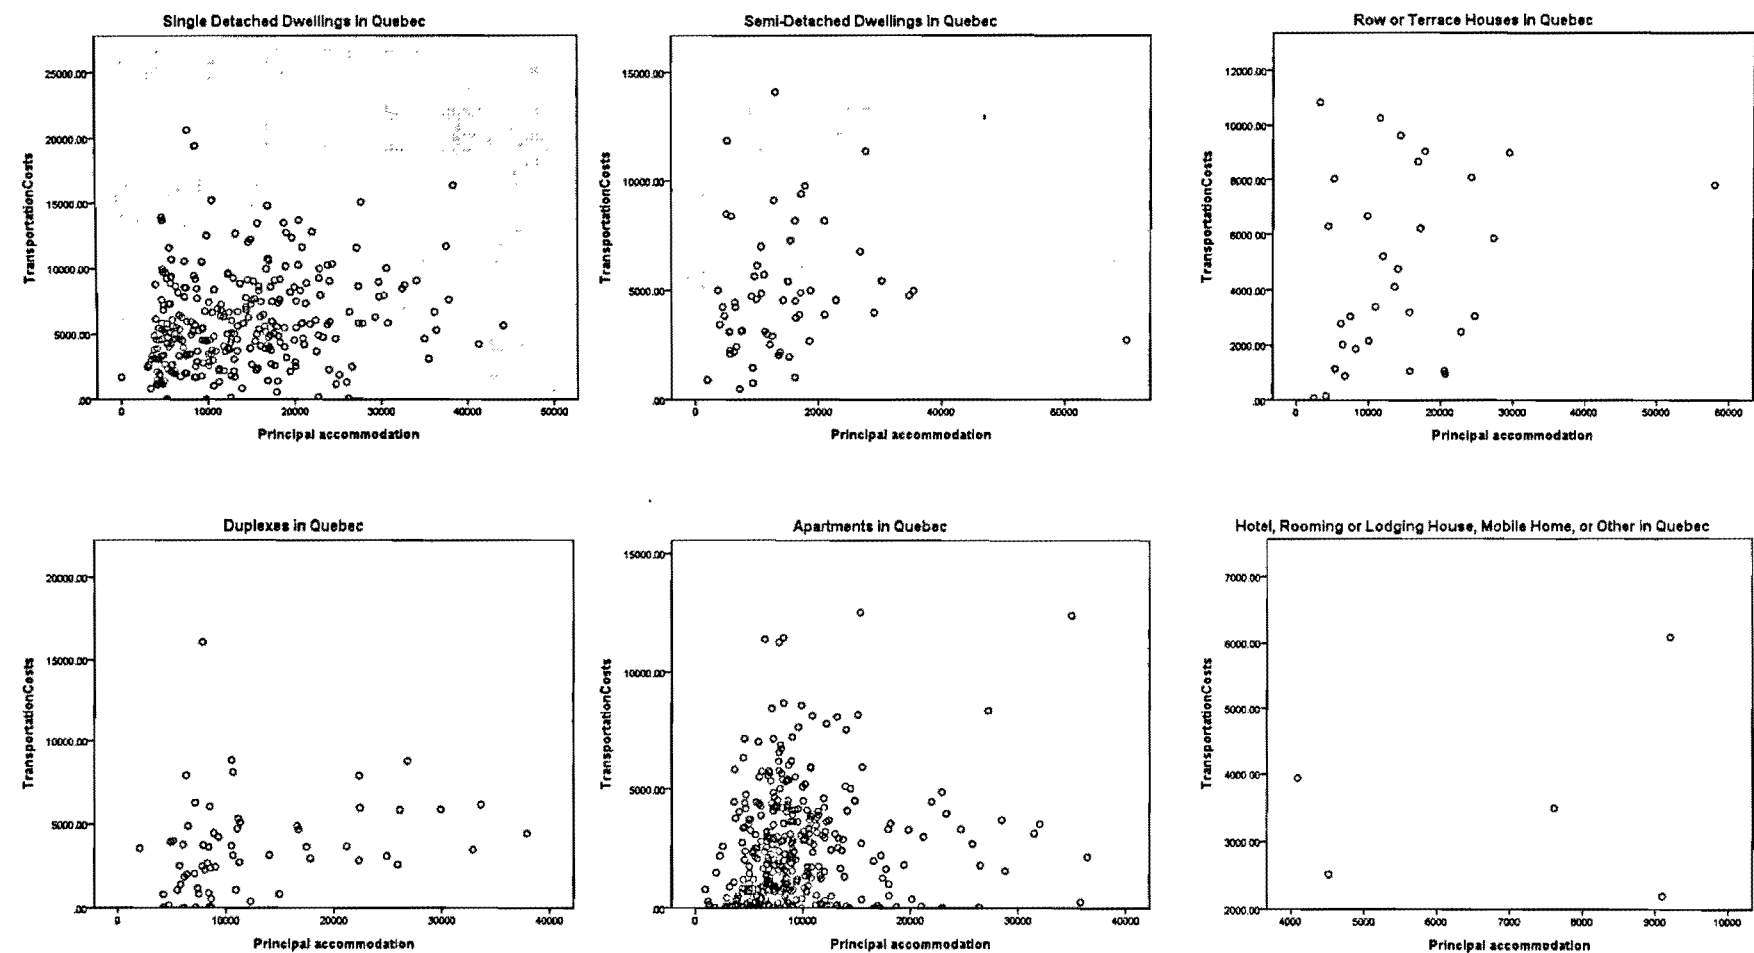 Single Detached Dwellings in Quebec
25000.00
20000.00
15000.00
10000.00
5000.00
.00
TransportationCosts
0 10000 20000 30000 40000 50000
Principal accommodation
Semi-Detached Dwellings in Quebec
15000.00
10000.00
5000.00
.00
TransportationCosts
0 20000 40000 60000
Principal accommodation
Row or Terrace Houses in Quebec
12000.00
10000.00
8000.00
6000.00
4000.00
2000.00
.00
TransportationCosts
0 10000 20000 30000 40000 50000 60000
Principal accommodation
Duplexes in Quebec
20000.00
15000.00
10000.00
5000.00
.00
TransportationCosts
0 10000 20000 30000 40000
Principal accommodation
Apartments in Quebec
15000.00
10000.00
5000.00
.00
TransportationCosts
0 10000 20000 30000 40000
Principal accommodation
Hotel, Rooming or Lodging House, Mobile Home, or Other in Quebec
7000.00
6000.00
5000.00
4000.00
3000.00
2000.00
TransportationCosts
4000 5000 6000 7000 8000 9000 10000
Principal accommodation